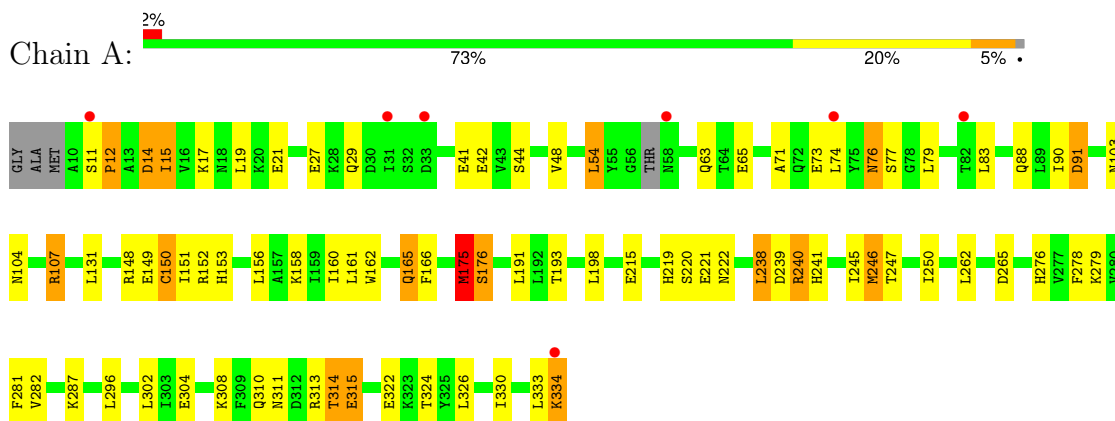 2%
Chain A:
73% 20% 5% •
GLY ALA MET A10 S11 P12 A13 D14 I15 V16 K17 N18 L19 K20 E21 E27 K28 Q29 D30 I31 S32 D33 E41 E42 V43 S44 V48 L54 Y55 G56 THR N58 Q63 T64 E65 A71 Q72 E73 L74 Y75 N76 S77 G78 L79 T82 L83 Q88 L89 I90 D91 N103
N104 R107 L131 R148 E149 C150 I151 R152 H153 L156 A157 K158 I159 I160 L161 W162 Q165 F166 M175 S176 L191 L192 T193 L198 E215 H219 S220 E221 N222 L238 D239 R240 H241 I245 M246 T247 I250 L262 D265 H276 V277 F278 K279 V280
F281 V282 K287 L296 L302 I303 E304 K308 F309 Q310 N311 D312 R313 T314 E315 E322 K323 T324 Y325 L326 I330 L333 K334